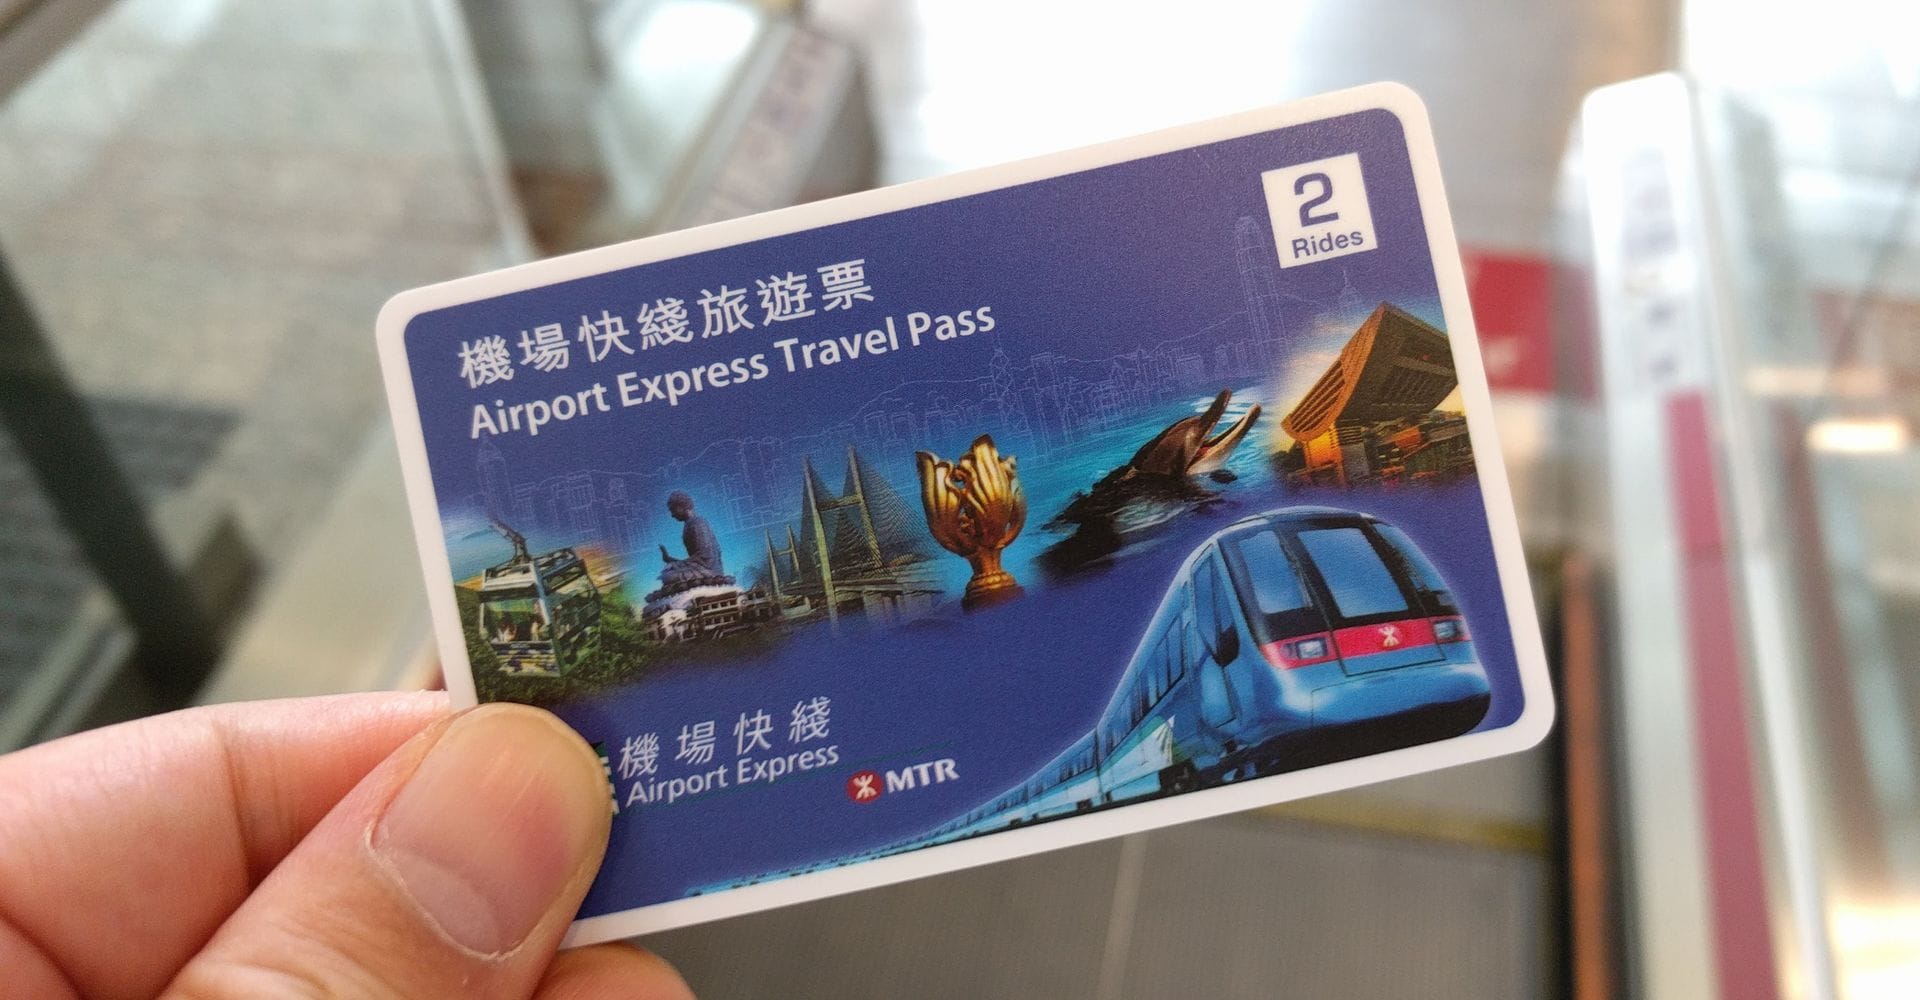 2
Rides
機場快綫旅遊票
Airport Express Travel Pass
機場快綫
Airport Express
MTR